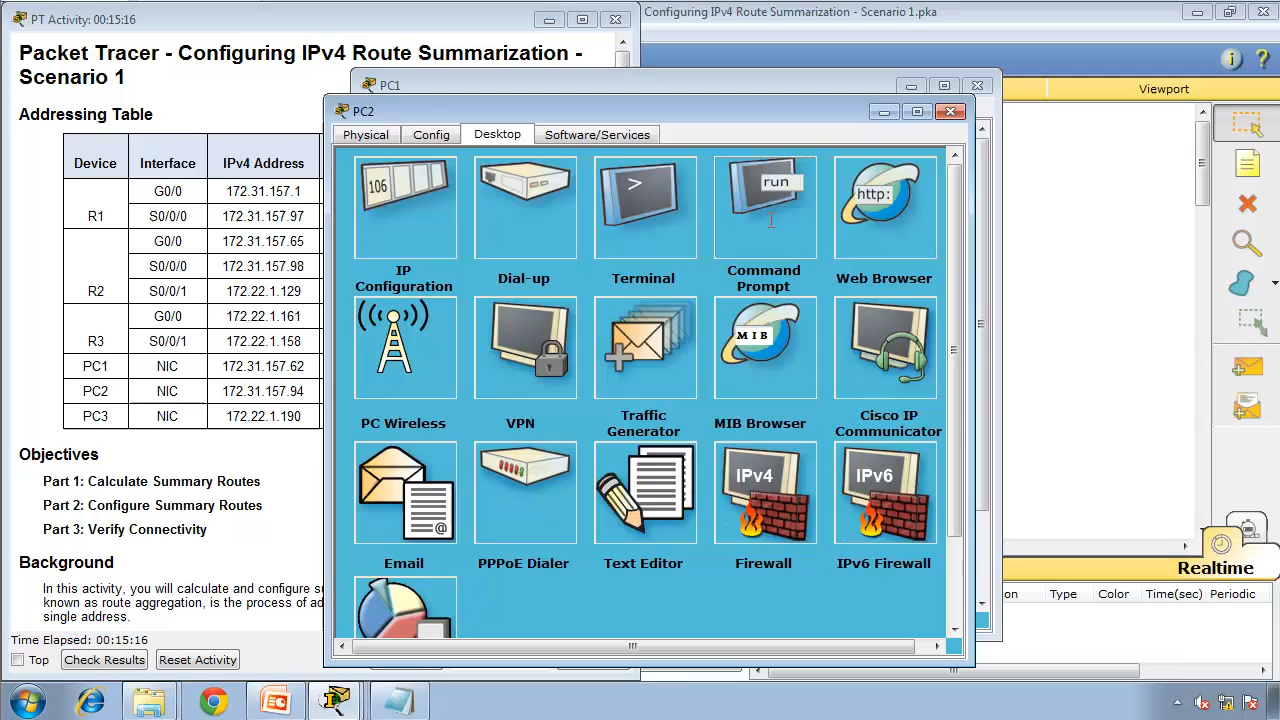 PT Activity: 00:15:16
Configuring IPv4 Route Summarization - Scenario 1.pka
Packet Tracer - Configuring IPv4 Route Summarization -
Scenario 1
Addressing Table
Device Interface IPv4 Address
G0/0 172.31.157.1
R1 S0/0/0 172.31.157.97
G0/0 172.31.157.65
S0/0/0 172.31.157.98
R2 S0/0/1 172.22.1.129
G0/0 172.22.1.161
R3 S0/0/1 172.22.1.158
PC1 NIC 172.31.157.62
PC2 NIC 172.31.157.94
PC3 NIC 172.22.1.190
Objectives
Part 1: Calculate Summary Routes
Part 2: Configure Summary Routes
Part 3: Verify Connectivity
Background
In this activity, you will calculate and configure s
known as route aggregation, is the process of ad
single address.
Time Elapsed: 00:15:16
Top Check Results Reset Activity
PC1
PC2
Physical Config Desktop Software/Services
106 > run http:
IP
Configuration
Dial-up
Terminal
Command
Prompt
Web Browser
MIB
PC Wireless
VPN
Traffic
Generator
MIB Browser
Cisco IP
Communicator
IPv4 IPv6
Email
PPPoE Dialer
Text Editor
Firewall
IPv6 Firewall
Viewport
Realtime
on Type Color Time(sec) Periodic